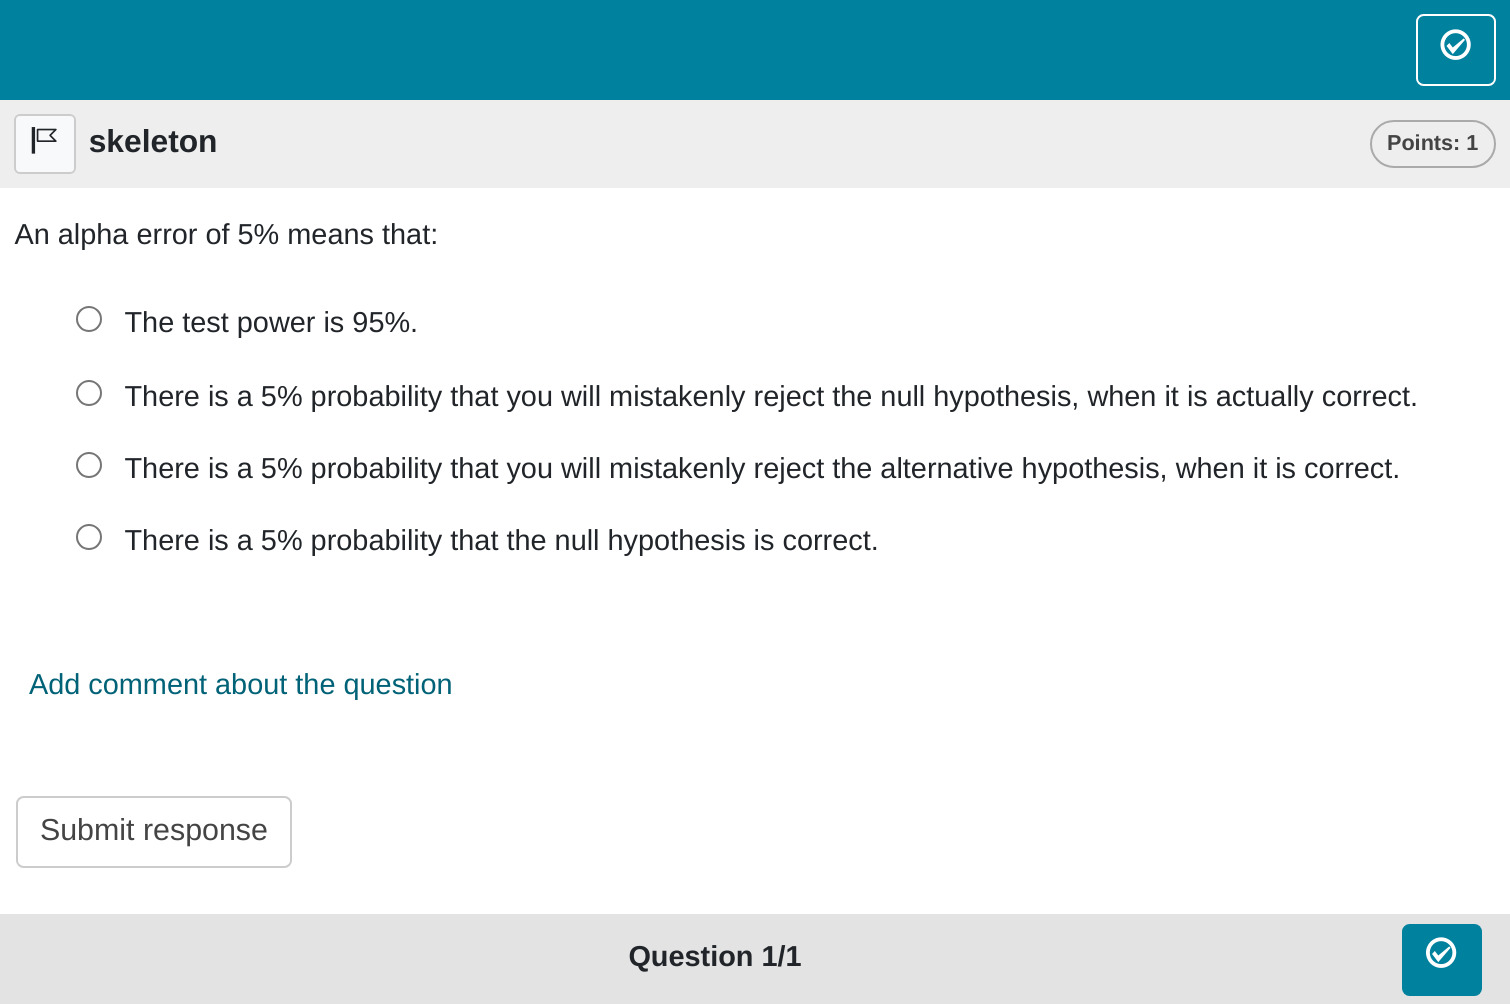 skeleton
Points: 1
An alpha error of 5% means that:
The test power is 95%.
There is a 5% probability that you will mistakenly reject the null hypothesis, when it is actually correct.
There is a 5% probability that you will mistakenly reject the alternative hypothesis, when it is correct.
There is a 5% probability that the null hypothesis is correct.
Add comment about the question
Submit response
Question 1/1